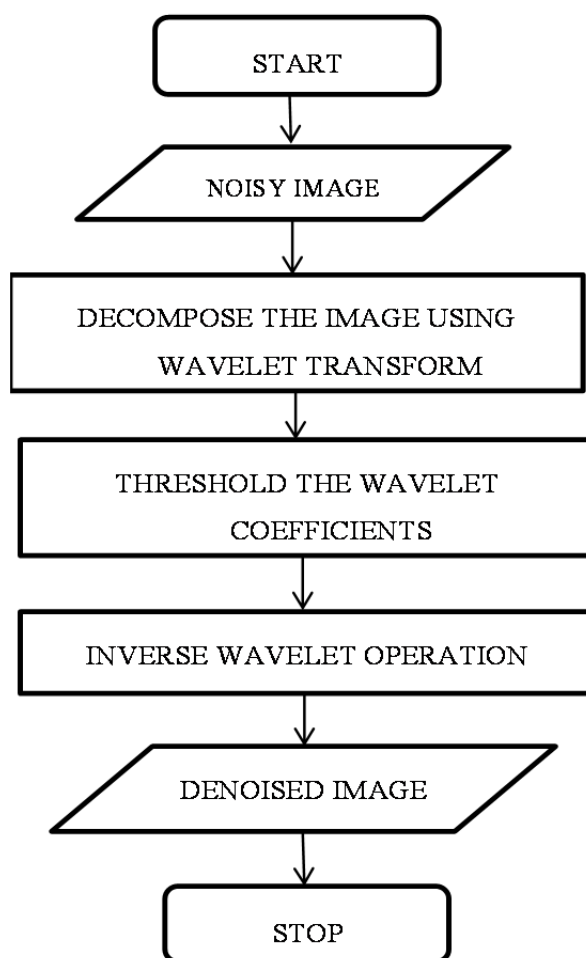 START
NOISY IMAGE
DECOMPOSE THE IMAGE USING
WAVELET TRANSFORM
THRESHOLD THE WAVELET
COEFFICIENTS
INVERSE WAVELET OPERATION
DENOISED IMAGE
STOP